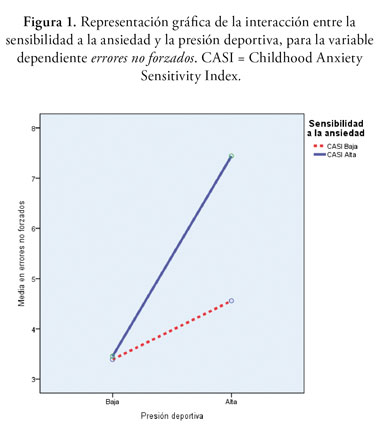 Figura 1. Representación gráfica de la interacción entre la
sensibilidad a la ansiedad y la presión deportiva, para la variable
dependiente errores no forzados. CASI = Childhood Anxiety
Sensitivity Index.
Sensibilidad
a la ansiedad
CASI Baja
CASI Alta
Media en errores no forzados
8
7
6
5
4
3
Baja
Alta
Presión deportiva